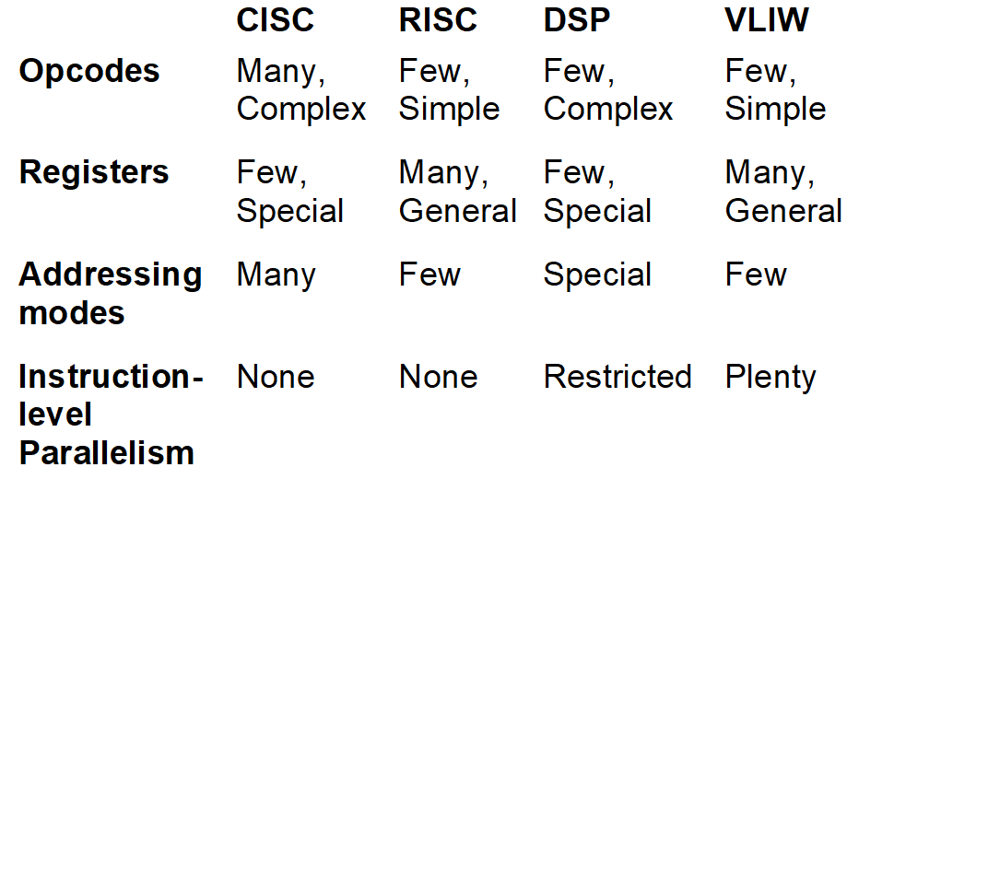 CISC RISC DSP VLIW
Opcodes Many, Few, Few, Few,
Complex Simple Complex Simple
Registers Few, Many, Few, Many,
Special General Special General
Addressing Many Few Special Few
modes
Instruction- None None Restricted Plenty
level
Parallelism